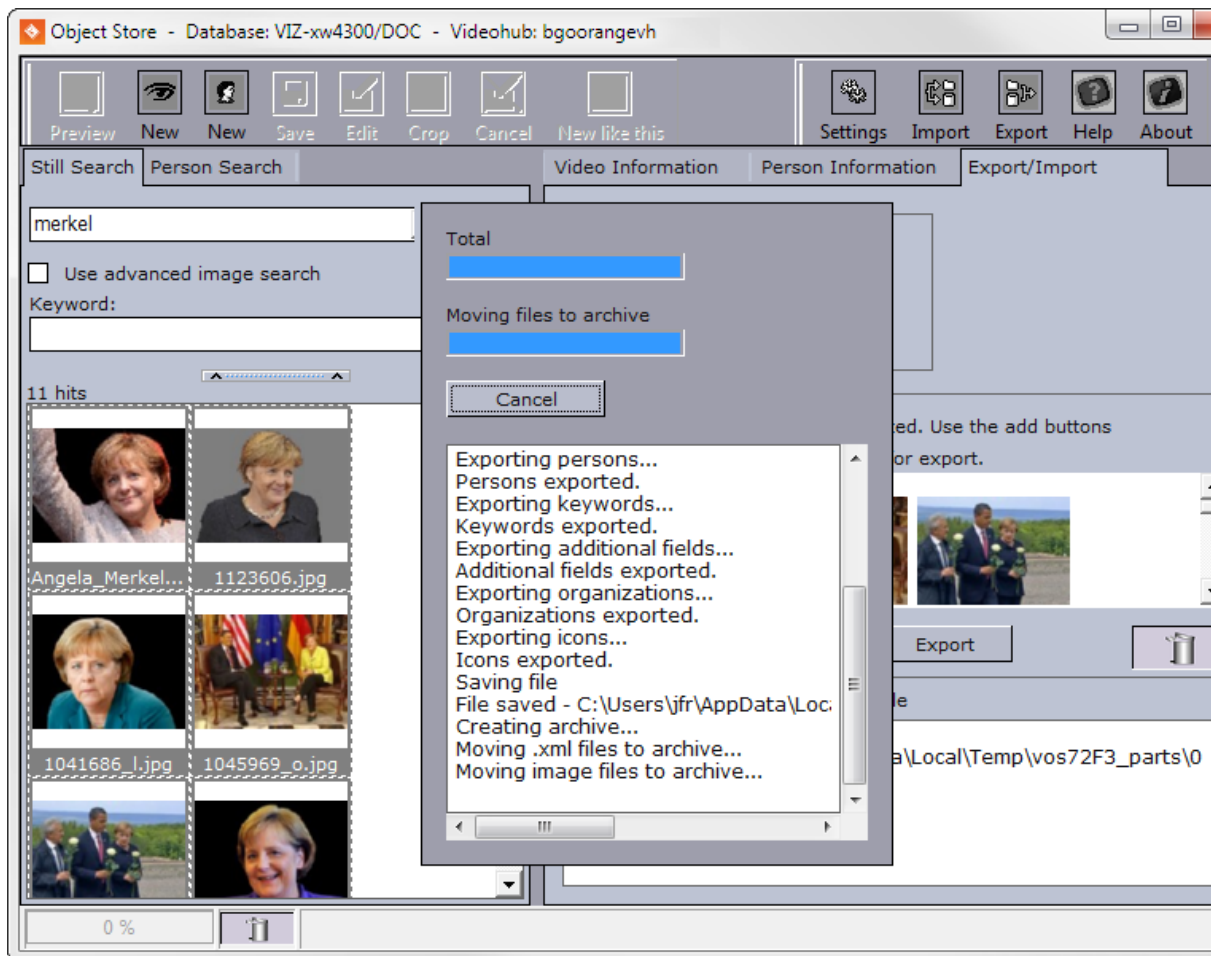 Object Store - Database: VIZ-xw4300/DOC - Videohub: bgoorangevh
Preview New New Save Edit Crop Cancel New like this Settings Import Export Help About
Still Search Person Search Video Information Person Information Export/Import
merkel
Use advanced image search
Keyword:
11 hits
Angela_Merkel... 1123606.jpg
1041686_l.jpg 1045969_o.jpg
Total
Moving files to archive
Cancel
Exporting persons...
Persons exported.
Exporting keywords...
Keywords exported.
Exporting additional fields...
Additional fields exported.
Exporting organizations...
Organizations exported.
Exporting icons...
Icons exported.
Saving file
File saved - C:\Users\jfr\AppData\Loc
Creating archive...
Moving .xml files to archive...
Moving image files to archive...
ed. Use the add buttons
or export.
Export
le
a\Local\Temp\vos72F3_parts\0
0 %